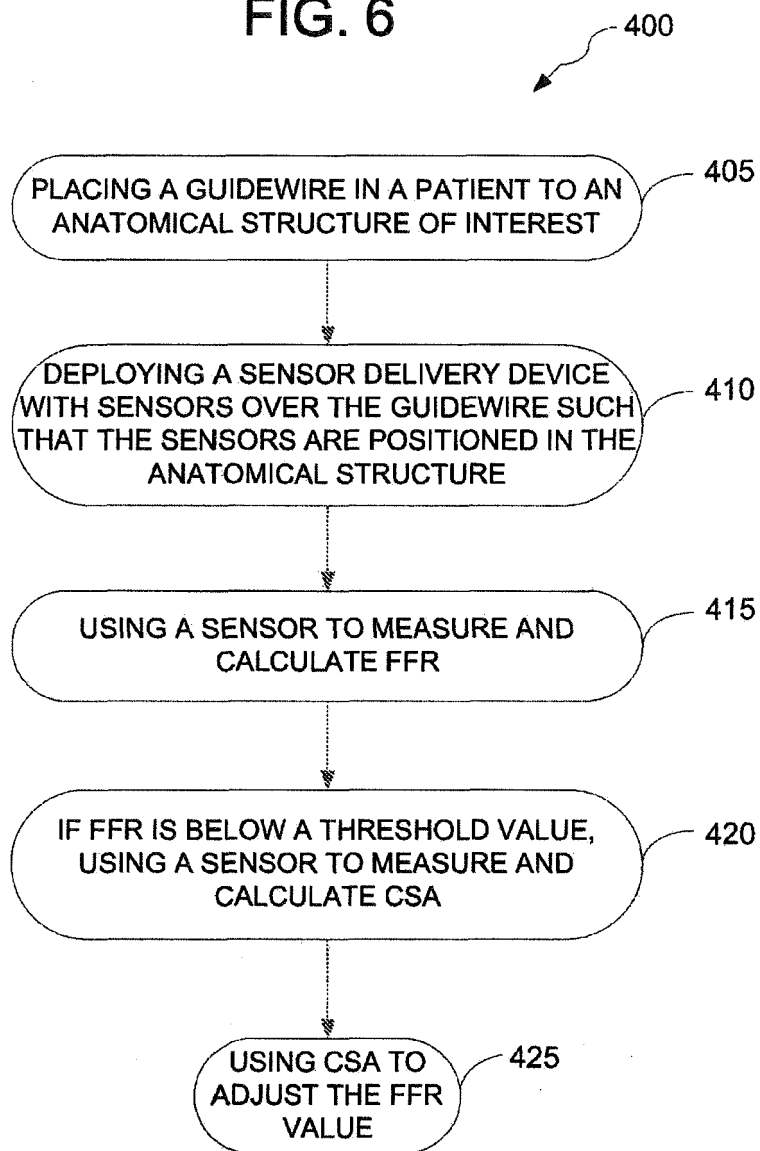 FIG. 6
400
PLACING A GUIDEWIRE IN A PATIENT TO AN
ANATOMICAL STRUCTURE OF INTEREST
405
DEPLOYING A SENSOR DELIVERY DEVICE
WITH SENSORS OVER THE GUIDEWIRE SUCH
THAT THE SENSORS ARE POSITIONED IN THE
ANATOMICAL STRUCTURE
410
USING A SENSOR TO MEASURE AND
CALCULATE FFR
415
IF FFR IS BELOW A THRESHOLD VALUE,
USING A SENSOR TO MEASURE AND
CALCULATE CSA
420
USING CSA TO
ADJUST THE FFR
VALUE
425